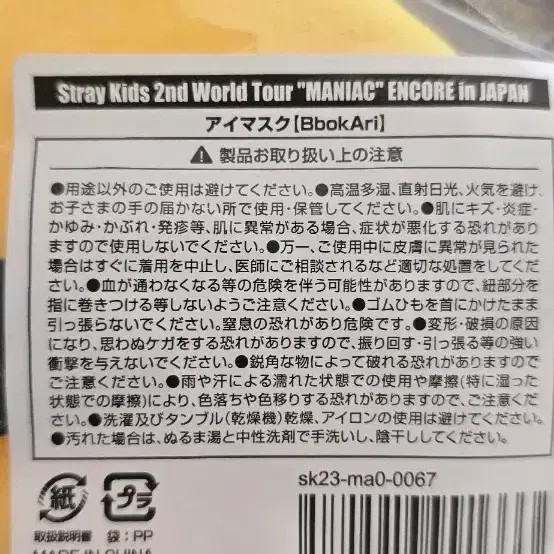 Stray Kids 2nd World Tour "MANIAC" ENCORE in JAPAN
アイマスク【BbokAri】
⚠ 製品お取り扱い上の注意
●用途以外のご使用は避けてください。●高温多湿、直射日光、火気を避け、
お子さまの手の届かない所で使用・保管してください。●肌にキズ・炎症・
かゆみ・かぶれ・発疹等、肌に異常がある場合、症状が悪化する恐れがあり
ますので使用しないでください。●万一、ご使用中に皮膚に異常が見られた
場合はすぐに着用を中止し、医師にご相談されるなど適切な処置をしてくだ
さい。●血が通わなくなる等の危険を伴う可能性がありますので、紐部分を
指に巻きつける等しないようご注意ください。●ゴムひもを首にかけたまま
引っ張らないでください。窒息の恐れがあり危険です。●変形・破損の原因
になり、思わぬケガをする恐れがありますので、振り回す・引っ張る等の強い
衝撃を与えないでください。●鋭角な物によって破れる恐れがありますので
ご注意ください。●雨や汗による濡れた状態での使用や摩擦(特に湿った
状態での摩擦)により、色落ちや色移りする恐れがありますので、ご注意くだ
さい。●洗濯及びタンブル(乾燥機)乾燥、アイロンの使用は避けてください。
●汚れた場合は、ぬるま湯と中性洗剤で手洗いし、陰干ししてください。
sk23-ma0-0067
紙
プラ
取扱説明書
袋:PP
MADE IN CHINA